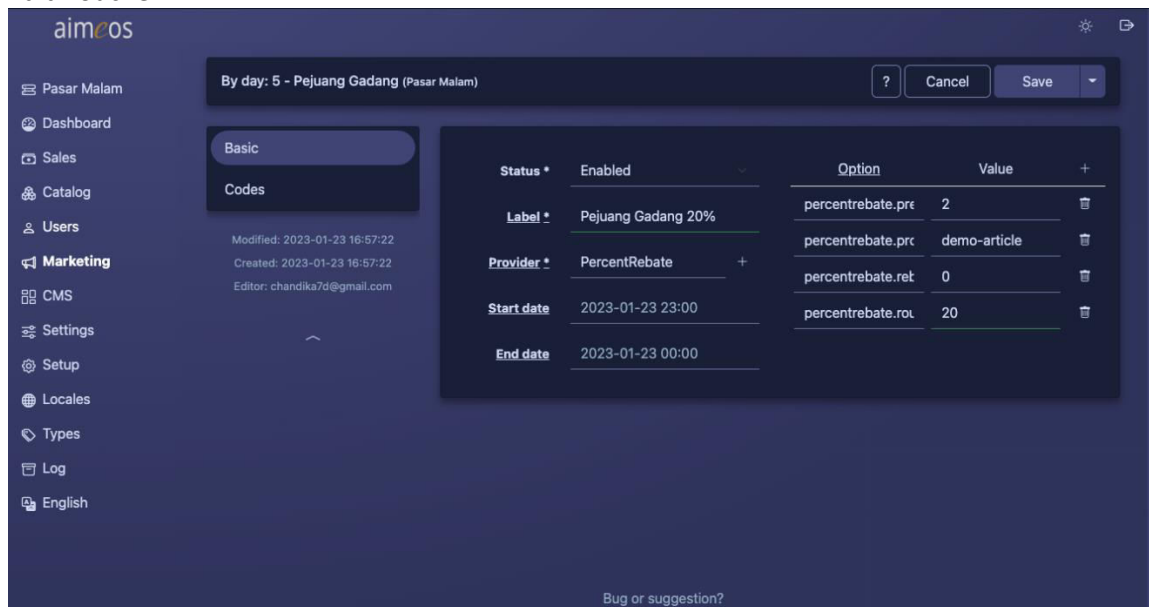 aimeos
By day: 5 - Pejuang Gadang (Pasar Malam)
?
Cancel
Save
Pasar Malam
Dashboard
Sales
Catalog
Users
Marketing
CMS
Settings
Setup
Locales
Types
Log
English
Basic
Codes
Modified: 2023-01-23 16:57:22
Created: 2023-01-23 16:57:22
Editor: chandika7d@gmail.com
Status * Enabled
Label * Pejuang Gadang 20%
Provider * PercentRebate +
Start date 2023-01-23 23:00
End date 2023-01-23 00:00
Option Value +
percentrebate.pre 2
percentrebate.prc demo-article
percentrebate.ret 0
percentrebate.rou 20
Bug or suggestion?